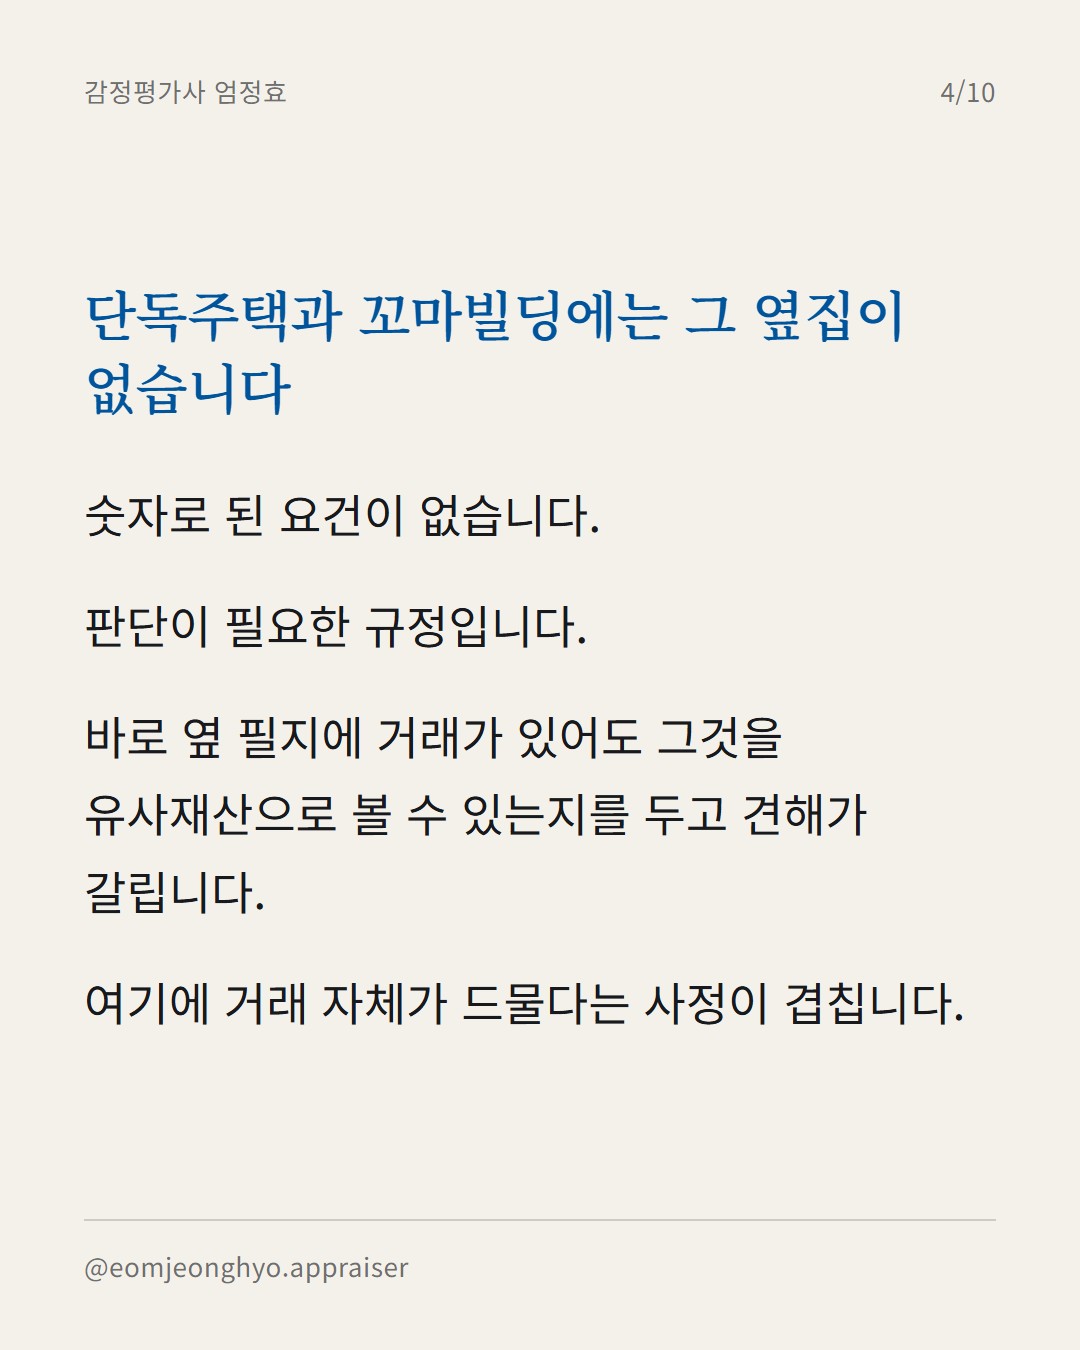 감정평가사 엄정효
4/10
단독주택과 꼬마빌딩에는 그 옆집이
없습니다
숫자로 된 요건이 없습니다.
판단이 필요한 규정입니다.
바로 옆 필지에 거래가 있어도 그것을
유사재산으로 볼 수 있는지를 두고 견해가
갈립니다.
여기에 거래 자체가 드물다는 사정이 겹칩니다.
@eomjeonghyo.appraiser